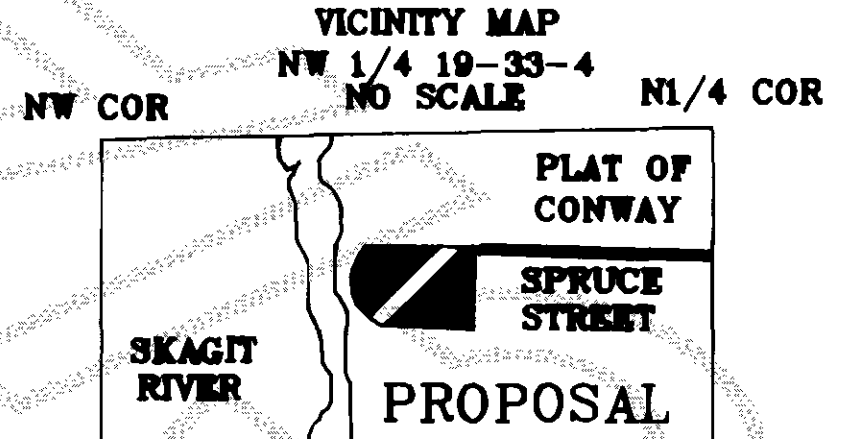 VICINITY MAP
NW 1/4 19-33-4
NO SCALE
NW COR
N1/4 COR
PLAT OF
CONWAY
SPRUCE
STREET
SKAGIT
RIVER
PROPOSAL